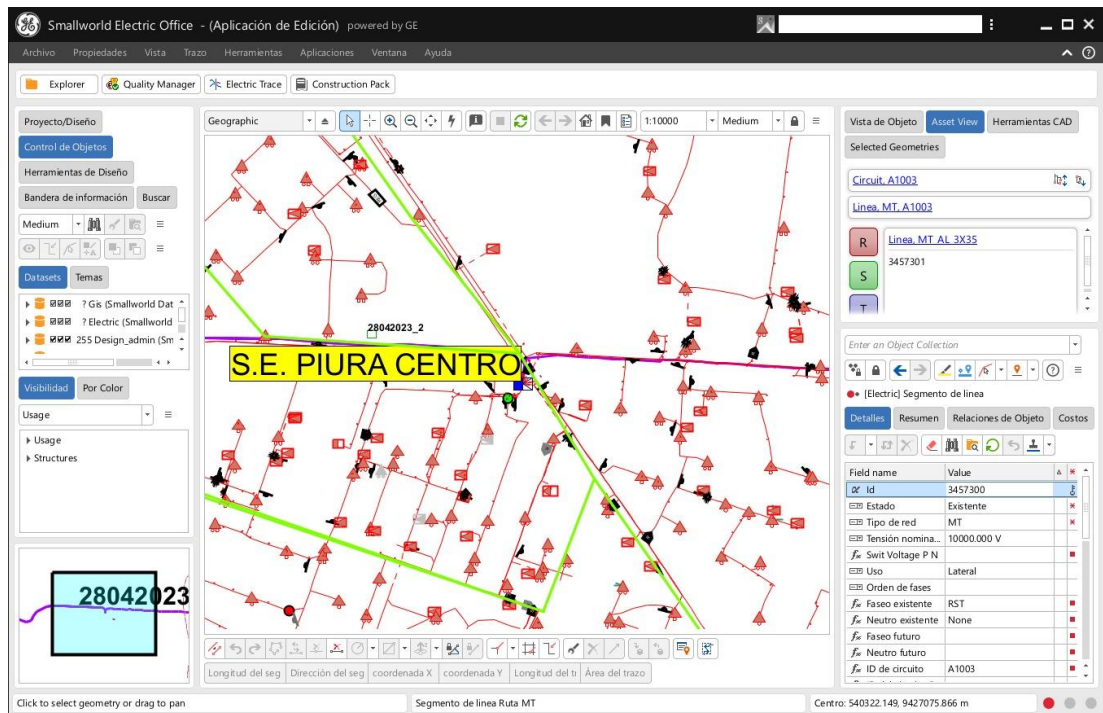 Smallworld Electric Office - (Aplicación de Edición) powered by GE
Archivo Propiedades Vista Trazo Herramientas Aplicaciones Ventana Ayuda
Explorer Quality Manager Electric Trace Construction Pack
Proyecto/Diseño
Control de Objetos
Herramientas de Diseño
Bandera de información Buscar
Medium
Datasets Temas
? Gis (Smallworld Dat
? Electric (Smallworld
255 Design_admin (Sm
Visibilidad Por Color
Usage
Usage
Structures
28042023
Geographic 1:10000 Medium
28042023_2
S.E. PIURA CENTRO
Longitud del seg Dirección del seg coordenada X coordenada Y Longitud del ti Área del trazo
Vista de Objeto Asset View Herramientas CAD
Selected Geometries
Circuit, A1003
Linea, MT, A1003
R Linea, MT AL 3X35
3457301
S
T
Enter an Object Collection
[Electric] Segmento de linea
Detalles Resumen Relaciones de Objeto Costos
Field name Value
Id 3457300
Estado Existente
Tipo de red MT
Tensión nomina... 10000.000 V
Swit Voltage P N
Uso Lateral
Orden de fases
Faseo existente RST
Neutro existente None
Faseo futuro
Neutro futuro
ID de circuito A1003
Click to select geometry or drag to pan Segmento de linea Ruta MT Centro: 540322.149, 9427075.866 m